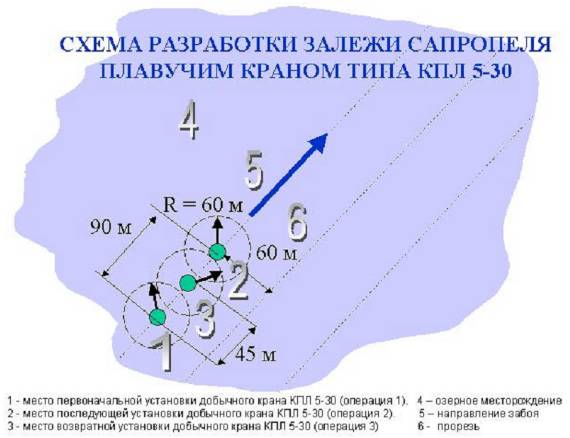 СХЕМА РАЗРАБОТКИ ЗАЛЕЖИ САПРОПЕЛЯ
ПЛАВУЧИМ КРАНОМ ТИПА КПЛ 5-30
4
5
R = 60 м
6
90 м
60 м
2
3
1
45 м
1 - место первоначальной установки добычного крана КПЛ 5-30 (операция 1). 4 – озерное месторождение
2 - место последующей установки добычного крана КПЛ 5-30 (операция 2). 5 – направление забоя
3 - место возвратной установки добычного крана КПЛ 5-30 (операция 3) 6 - прорезь